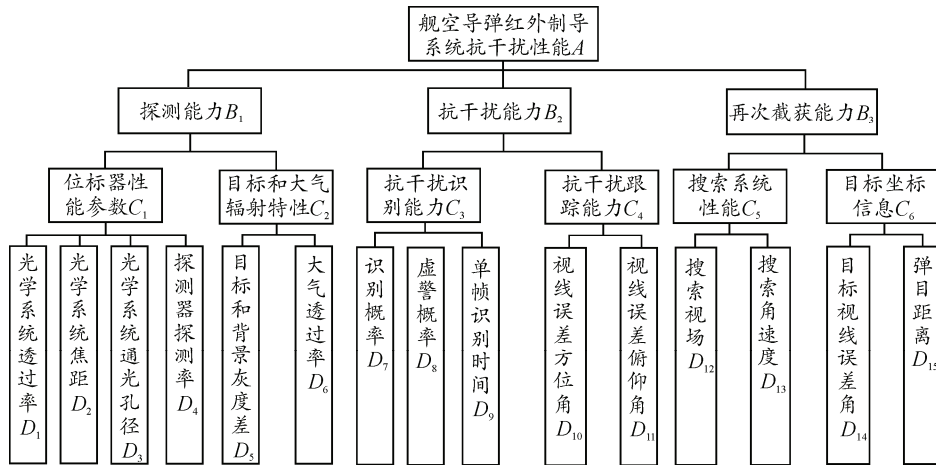 舰空导弹红外制导
系统抗干扰性能A
探测能力B₁
抗干扰能力B₂
再次截获能力B₃
位标器性
能参数C₁
目标和大气
辐射特性C₂
抗干扰识
别能力C₃
抗干扰跟
踪能力C₄
搜索系统
性能C₅
目标坐标
信息C₆
光学系统透过率D₁
光学系统焦距D₂
光学系统通光孔径D₃
探测器探测率D₄
目标和背景灰度差D₅
大气透过率D₆
识别概率D₇
虚警概率D₈
单帧识别时间D₉
视线误差方位角D₁₀
视线误差俯仰角D₁₁
搜索视场D₁₂
搜索角速度D₁₃
目标视线误差角D₁₄
弹目距离D₁₅